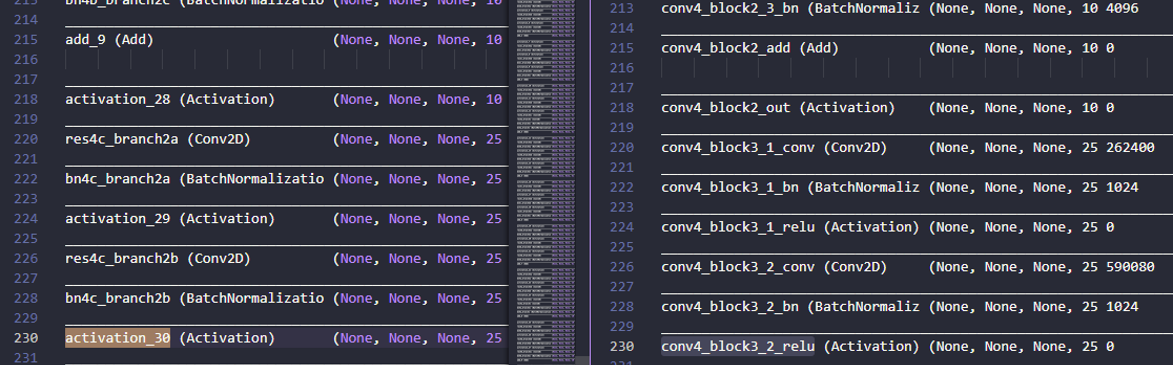 213 bn4b_branch2c (BatchNormalizatio (None, None, None, 10
214
215 add_9 (Add) (None, None, None, 10
216
217
218 activation_28 (Activation) (None, None, None, 10
219
220 res4c_branch2a (Conv2D) (None, None, None, 25
221
222 bn4c_branch2a (BatchNormalizatio (None, None, None, 25
223
224 activation_29 (Activation) (None, None, None, 25
225
226 res4c_branch2b (Conv2D) (None, None, None, 25
227
228 bn4c_branch2b (BatchNormalizatio (None, None, None, 25
229
230 activation_30 (Activation) (None, None, None, 25
231
213 conv4_block2_3_bn (BatchNormaliz (None, None, None, 10 4096
214
215 conv4_block2_add (Add) (None, None, None, 10 0
216
217
218 conv4_block2_out (Activation) (None, None, None, 10 0
219
220 conv4_block3_1_conv (Conv2D) (None, None, None, 25 262400
221
222 conv4_block3_1_bn (BatchNormaliz (None, None, None, 25 1024
223
224 conv4_block3_1_relu (Activation) (None, None, None, 25 0
225
226 conv4_block3_2_conv (Conv2D) (None, None, None, 25 590080
227
228 conv4_block3_2_bn (BatchNormaliz (None, None, None, 25 1024
229
230 conv4_block3_2_relu (Activation) (None, None, None, 25 0